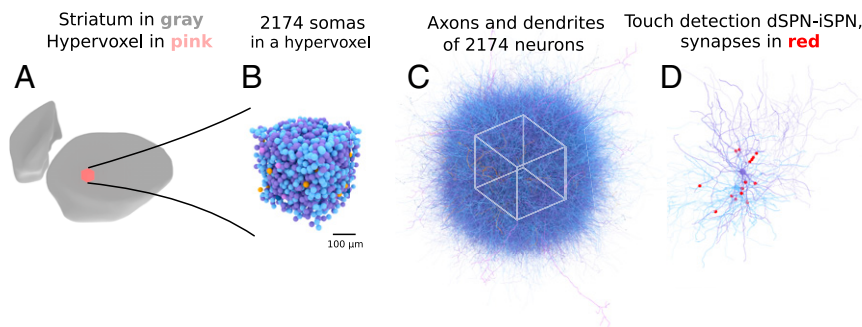 Striatum in gray
Hypervoxel in pink
2174 somas
in a hypervoxel
Axons and dendrites
of 2174 neurons
Touch detection dSPN-iSPN,
synapses in red
A
B
C
D
100 μm